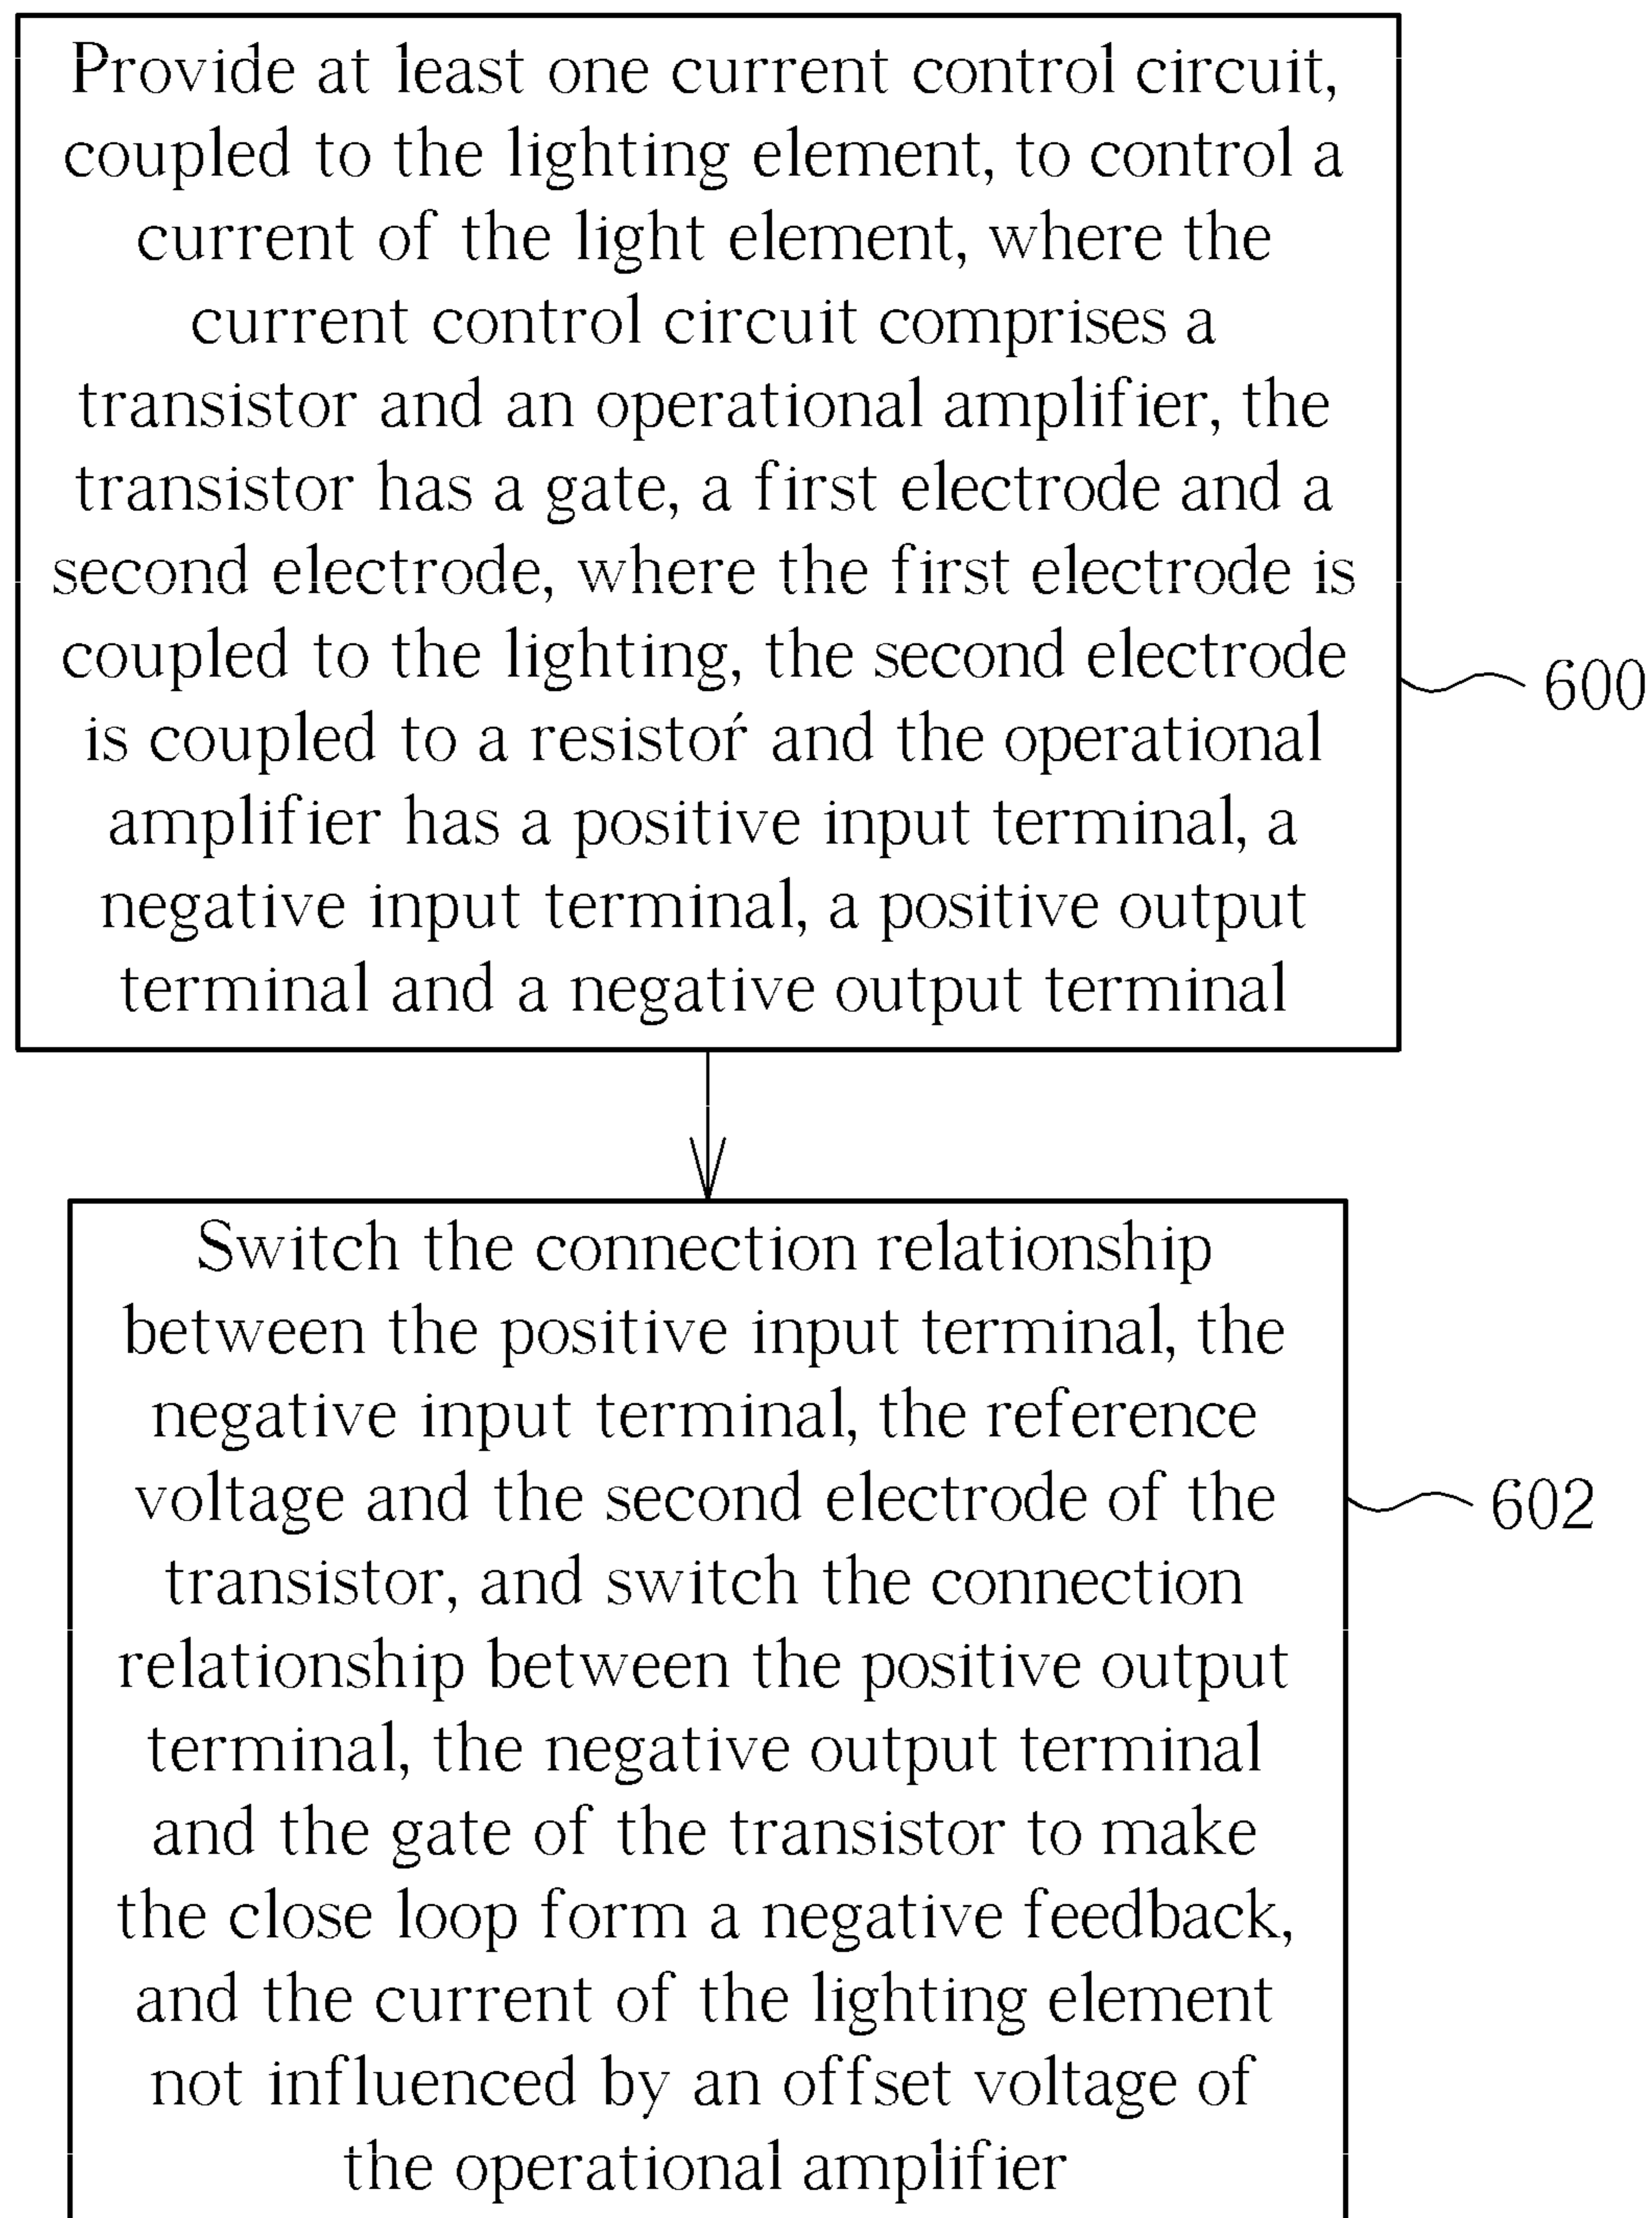 Provide at least one current control circuit,
coupled to the lighting element, to control a
current of the light element, where the
current control circuit comprises a
transistor and an operational amplifier, the
transistor has a gate, a first electrode and a
second electrode, where the first electrode is
coupled to the lighting, the second electrode
is coupled to a resistor and the operational
amplifier has a positive input terminal, a
negative input terminal, a positive output
terminal and a negative output terminal
600
Switch the connection relationship
between the positive input terminal, the
negative input terminal, the reference
voltage and the second electrode of the
transistor, and switch the connection
relationship between the positive output
terminal, the negative output terminal
and the gate of the transistor to make
the close loop form a negative feedback,
and the current of the lighting element
not influenced by an offset voltage of
the operational amplifier
602